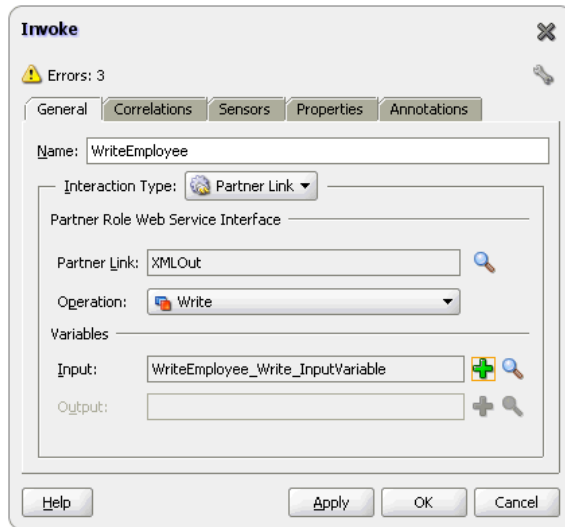 Invoke
Errors: 3
General Correlations Sensors Properties Annotations
Name: WriteEmployee
Interaction Type: Partner Link
Partner Role Web Service Interface
Partner Link: XMLOut
Operation: Write
Variables
Input: WriteEmployee_Write_InputVariable
Output:
Help Apply OK Cancel